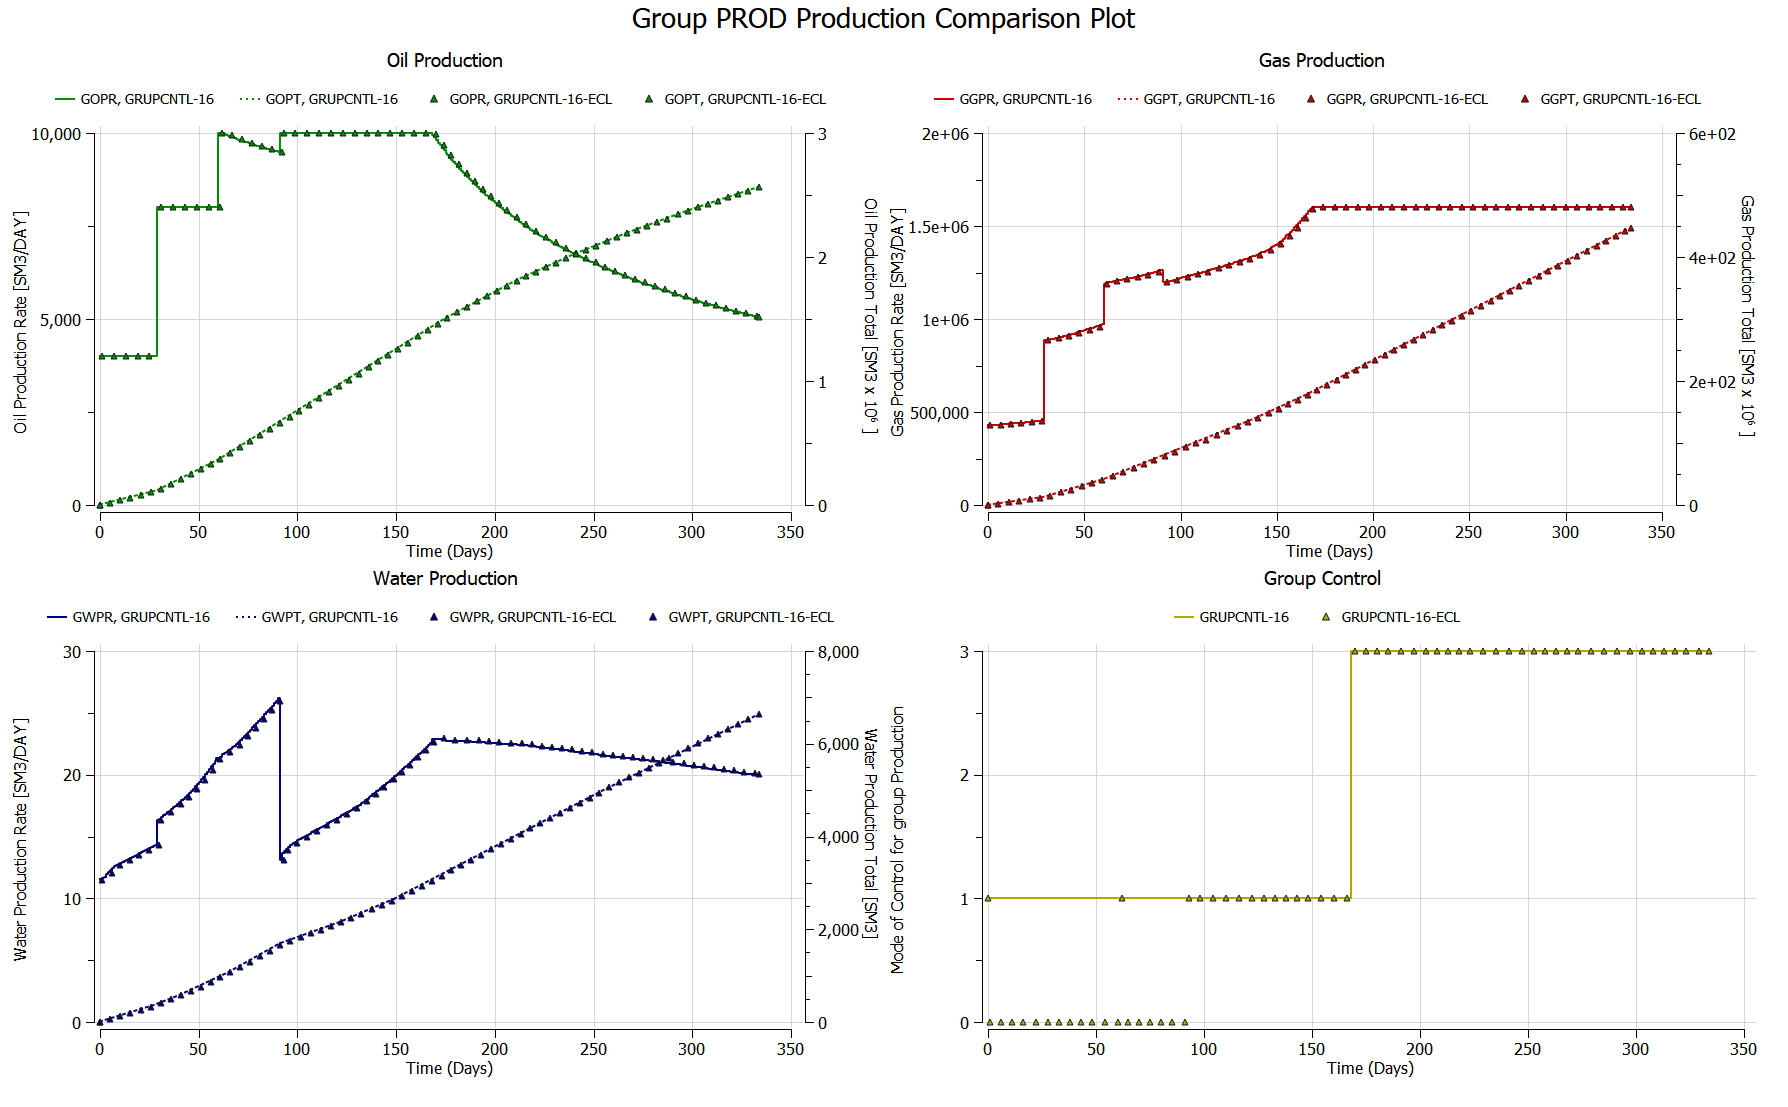 Group PROD Production Comparison Plot
Oil Production
GOPR, GRUPCNTL-16 GOPT, GRUPCNTL-16 GOPR, GRUPCNTL-16-ECL GOPT, GRUPCNTL-16-ECL
10,000
5,000
0
Oil Production Rate [SM3/DAY]
3
2
1
0
Oil Production Total [SM3 x 10⁶ ]
0 50 100 150 200 250 300 350
Time (Days)
Gas Production
GGPR, GRUPCNTL-16 GGPT, GRUPCNTL-16 GGPR, GRUPCNTL-16-ECL GGPT, GRUPCNTL-16-ECL
2e+06
1.5e+06
1e+06
500,000
0
Gas Production Rate [SM3/DAY]
6e+02
4e+02
2e+02
0
Gas Production Total [SM3 x 10⁶ ]
0 50 100 150 200 250 300 350
Time (Days)
Water Production
GWPR, GRUPCNTL-16 GWPT, GRUPCNTL-16 GWPR, GRUPCNTL-16-ECL GWPT, GRUPCNTL-16-ECL
30
20
10
0
Water Production Rate [SM3/DAY]
8,000
6,000
4,000
2,000
0
Water Production Total [SM3]
0 50 100 150 200 250 300 350
Time (Days)
Group Control
GRUPCNTL-16 GRUPCNTL-16-ECL
3
2
1
0
Mode of Control for group Production
0 50 100 150 200 250 300 350
Time (Days)